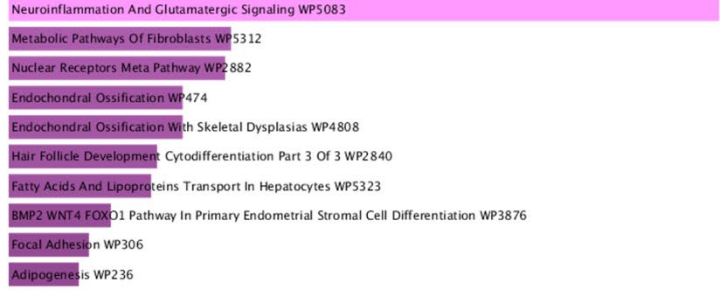 Neuroinflammation And Glutamatergic Signaling WP5083
Metabolic Pathways Of Fibroblasts WP5312
Nuclear Receptors Meta Pathway WP2882
Endochondral Ossification WP474
Endochondral Ossification With Skeletal Dysplasias WP4808
Hair Follicle Development Cytodifferentiation Part 3 Of 3 WP2840
Fatty Acids And Lipoproteins Transport In Hepatocytes WP5323
BMP2 WNT4 FOXO1 Pathway In Primary Endometrial Stromal Cell Differentiation WP3876
Focal Adhesion WP306
Adipogenesis WP236